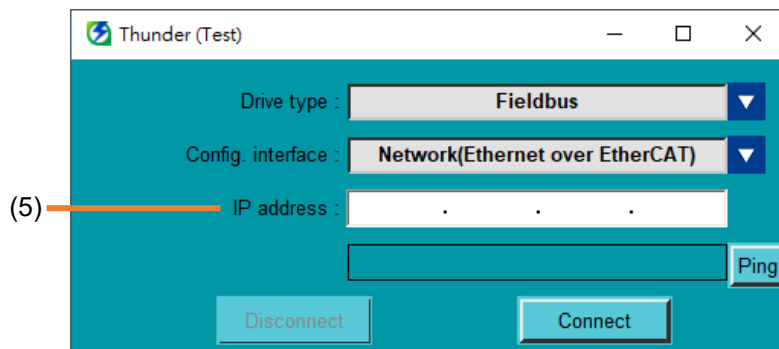 Thunder (Test)
Drive type : Fieldbus
Config. interface : Network(Ethernet over EtherCAT)
(5) IP address : . . .
Ping
Disconnect Connect